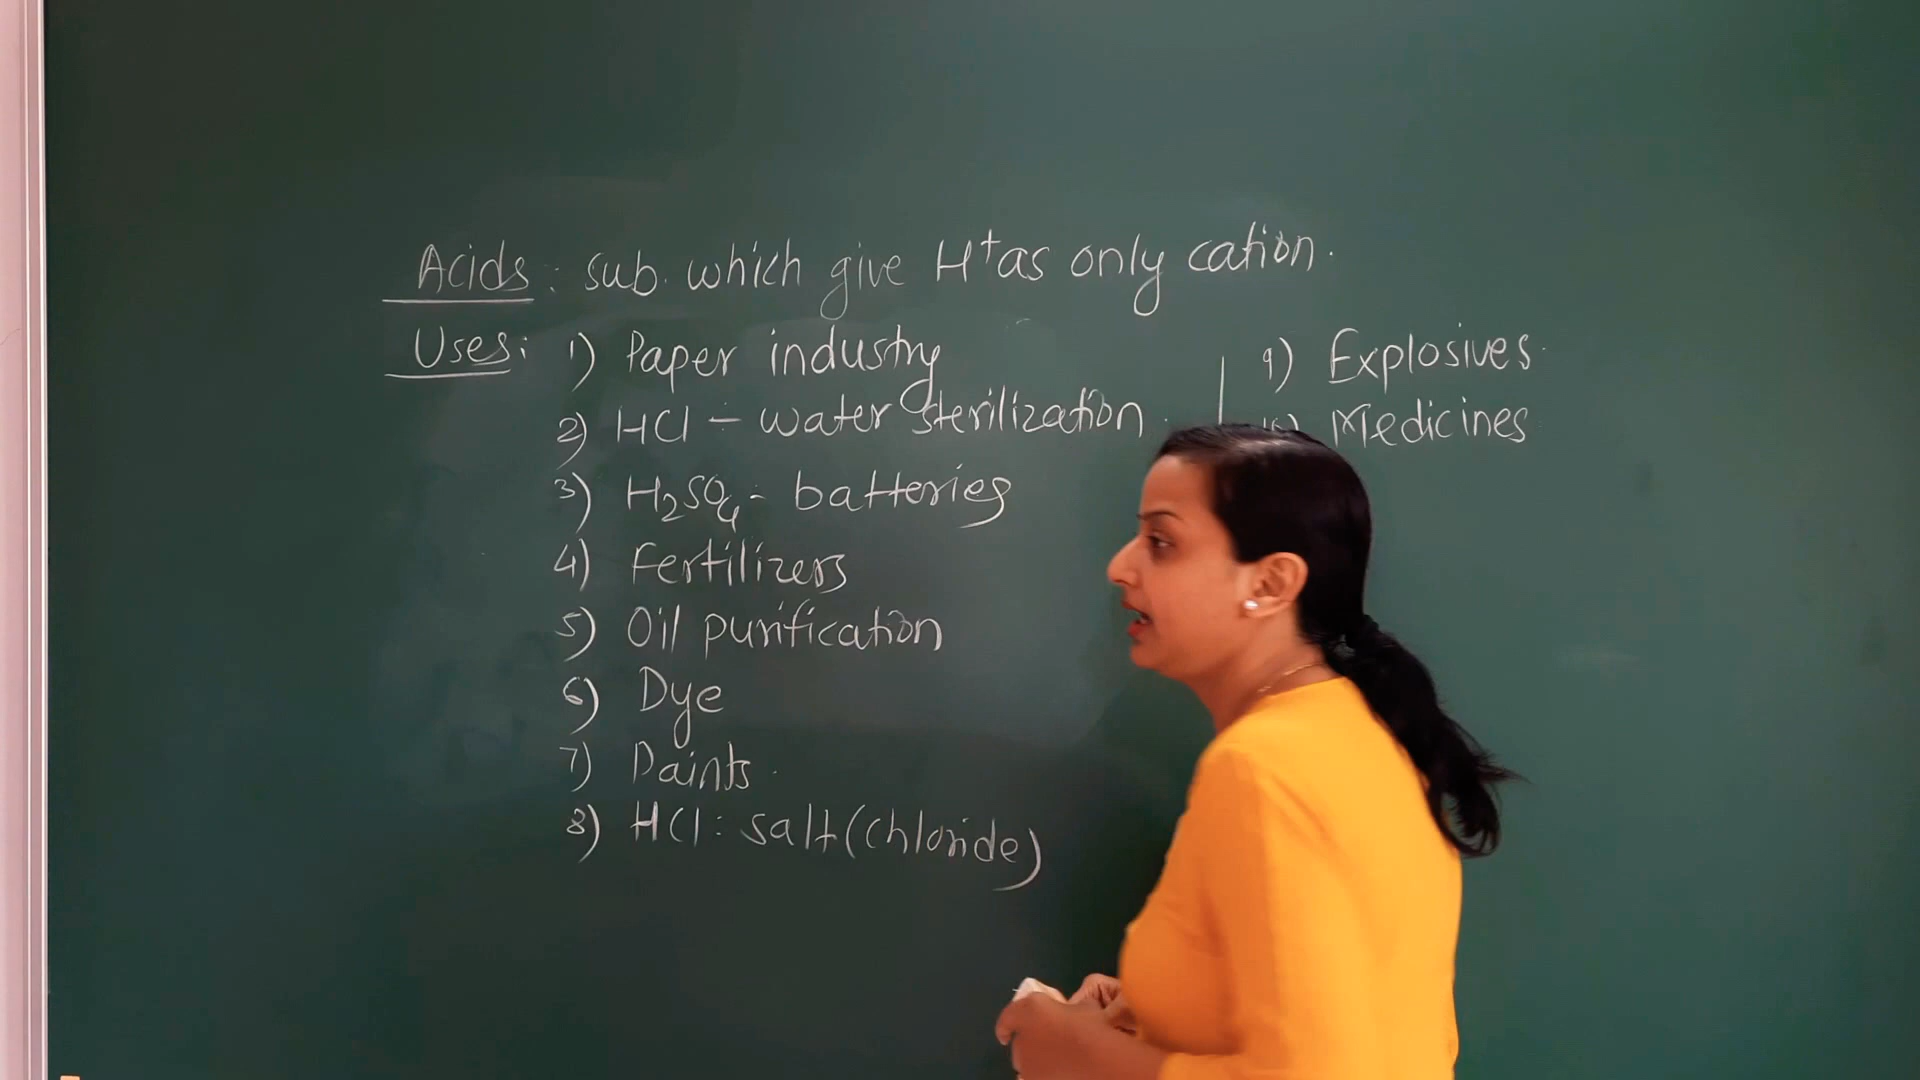 Acids: sub. which give H⁺ as only cation.
Uses: 1) Paper industry
2) HCl – water sterilization.
3) H₂SO₄ - batteries
4) Fertilizers
5) Oil purification
6) Dye
7) Paints.
8) HCl: salt (chloride)
9) Explosives.
Medicines